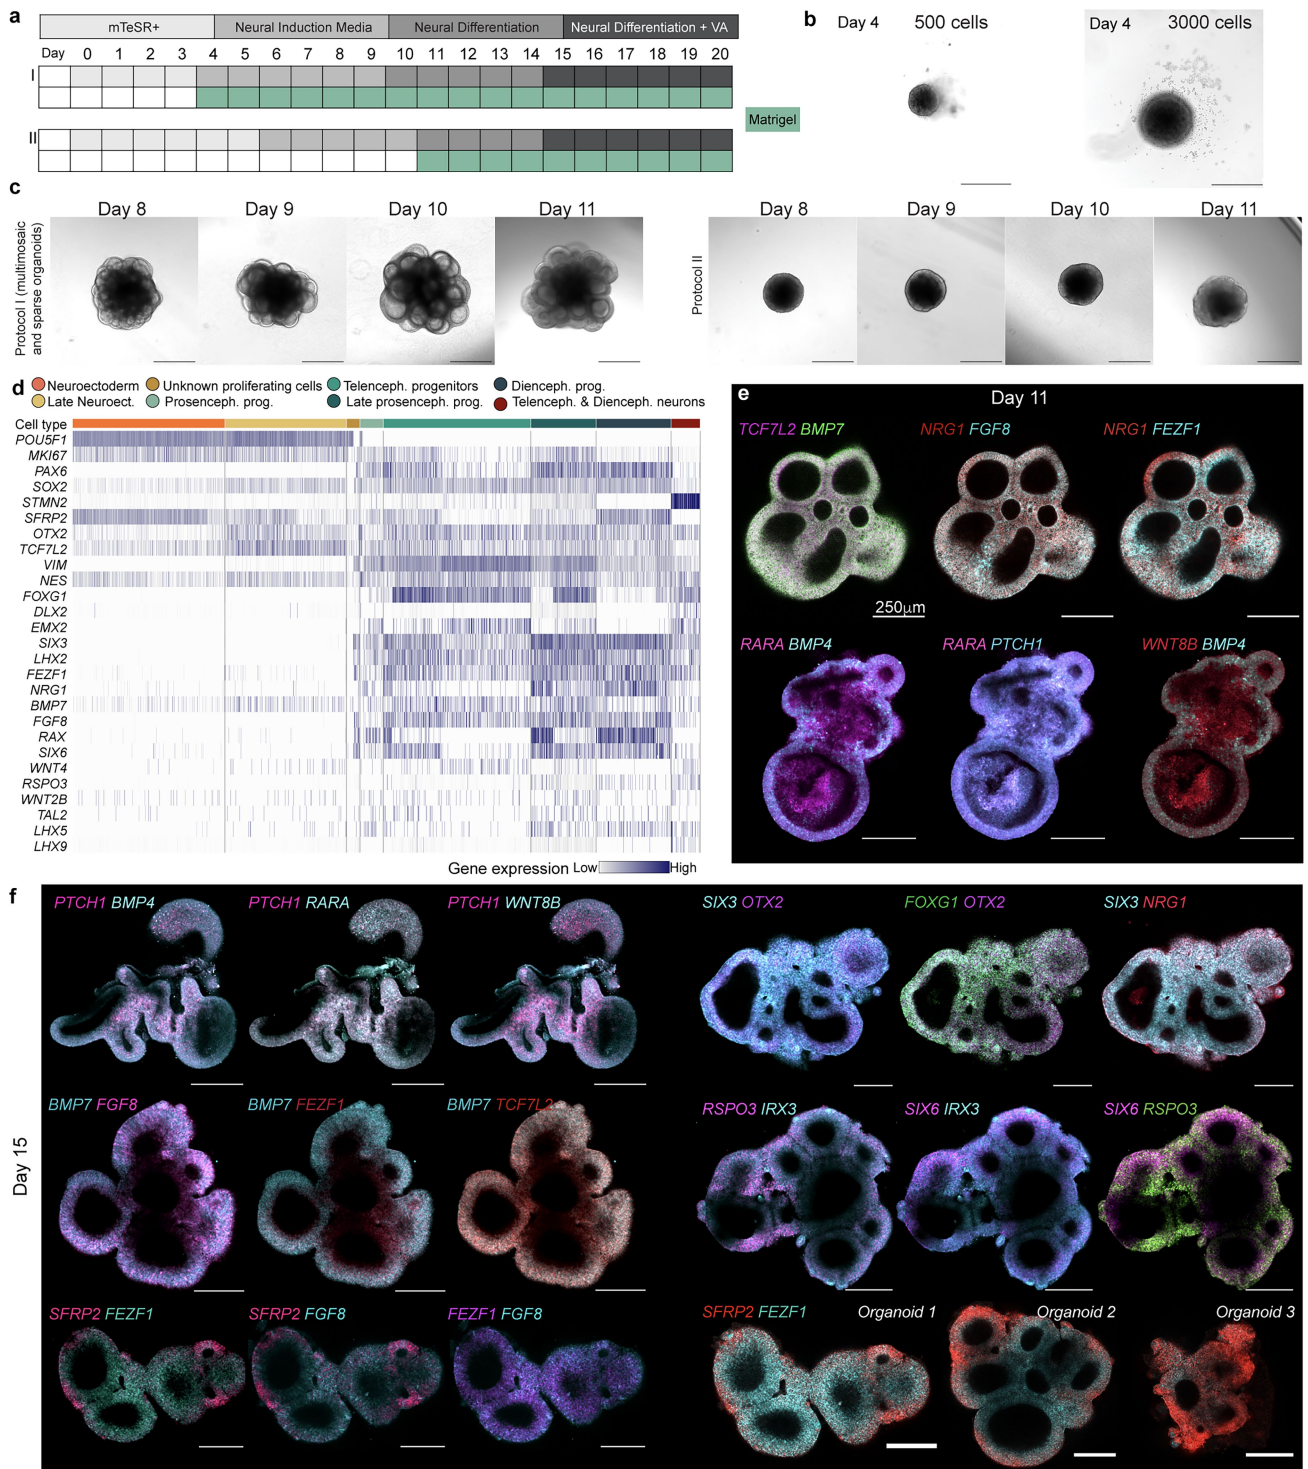 a
mTeSR+ Neural Induction Media Neural Differentiation Neural Differentiation + VA
Day 0 1 2 3 4 5 6 7 8 9 10 11 12 13 14 15 16 17 18 19 20
I
II
Matrigel
b
Day 4 500 cells
Day 4 3000 cells
c
Day 8 Day 9 Day 10 Day 11
Protocol I (multimosaic
and sparse organoids)
Day 8 Day 9 Day 10 Day 11
Protocol II
d
Neuroectoderm Unknown proliferating cells Telenceph. progenitors Dienceph. prog.
Late Neuroect. Prosenceph. prog. Late prosenceph. prog. Telenceph. & Dienceph. neurons
Cell type
POU5F1
MKI67
PAX6
SOX2
STMN2
SFRP2
OTX2
TCF7L2
VIM
NES
FOXG1
DLX2
EMX2
SIX3
LHX2
FEZF1
NRG1
BMP7
FGF8
RAX
SIX6
WNT4
RSPO3
WNT2B
TAL2
LHX5
LHX9
Gene expression Low High
e
Day 11
TCF7L2 BMP7 NRG1 FGF8 NRG1 FEZF1
250µm
RARA BMP4 RARA PTCH1 WNT8B BMP4
f
Day 15
PTCH1 BMP4 PTCH1 RARA PTCH1 WNT8B SIX3 OTX2 FOXG1 OTX2 SIX3 NRG1
BMP7 FGF8 BMP7 FEZF1 BMP7 TCF7L2 RSPO3 IRX3 SIX6 IRX3 SIX6 RSPO3
SFRP2 FEZF1 SFRP2 FGF8 FEZF1 FGF8 SFRP2 FEZF1 Organoid 1 Organoid 2 Organoid 3